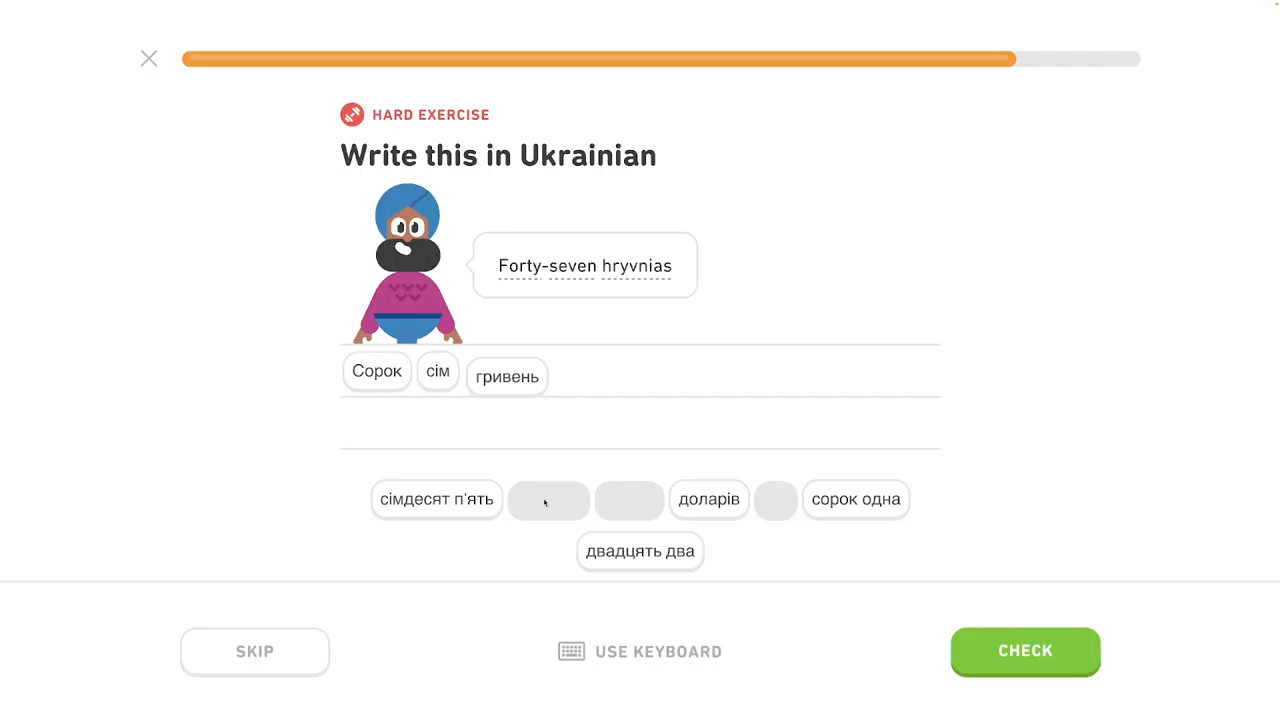 HARD EXERCISE
Write this in Ukrainian
Forty-seven hryvnias
Сорок сім гривень
сімдесят п'ять доларів сорок одна
двадцять два
SKIP USE KEYBOARD CHECK